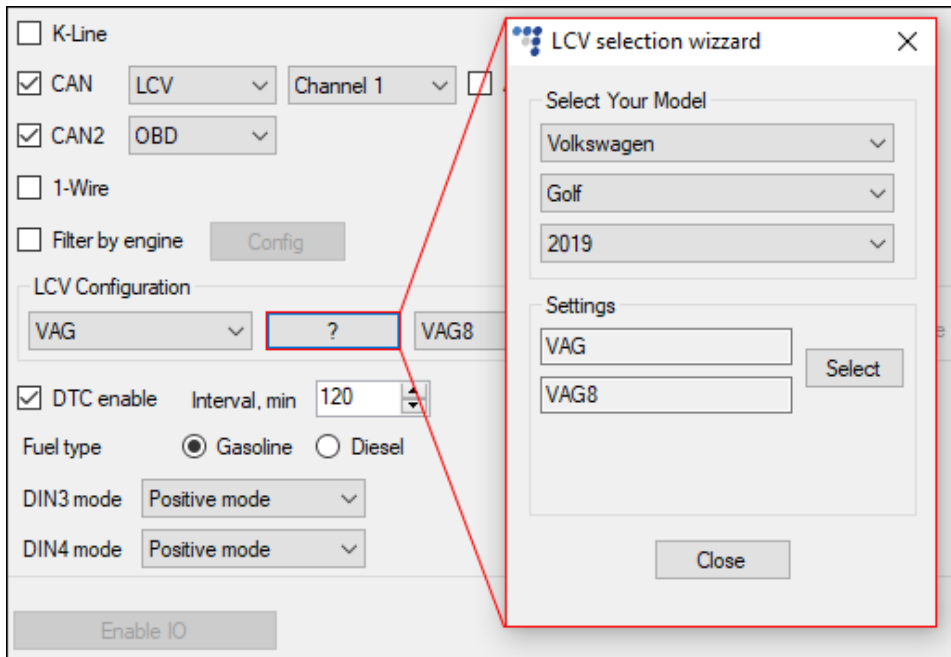 K-Line
CAN LCV Channel 1
CAN2 OBD
1-Wire
Filter by engine Config
LCV Configuration
VAG ? VAG8
DTC enable Interval, min 120
Fuel type Gasoline Diesel
DIN3 mode Positive mode
DIN4 mode Positive mode
Enable IO
LCV selection wizzard
Select Your Model
Volkswagen
Golf
2019
Settings
VAG
Select
VAG8
Close